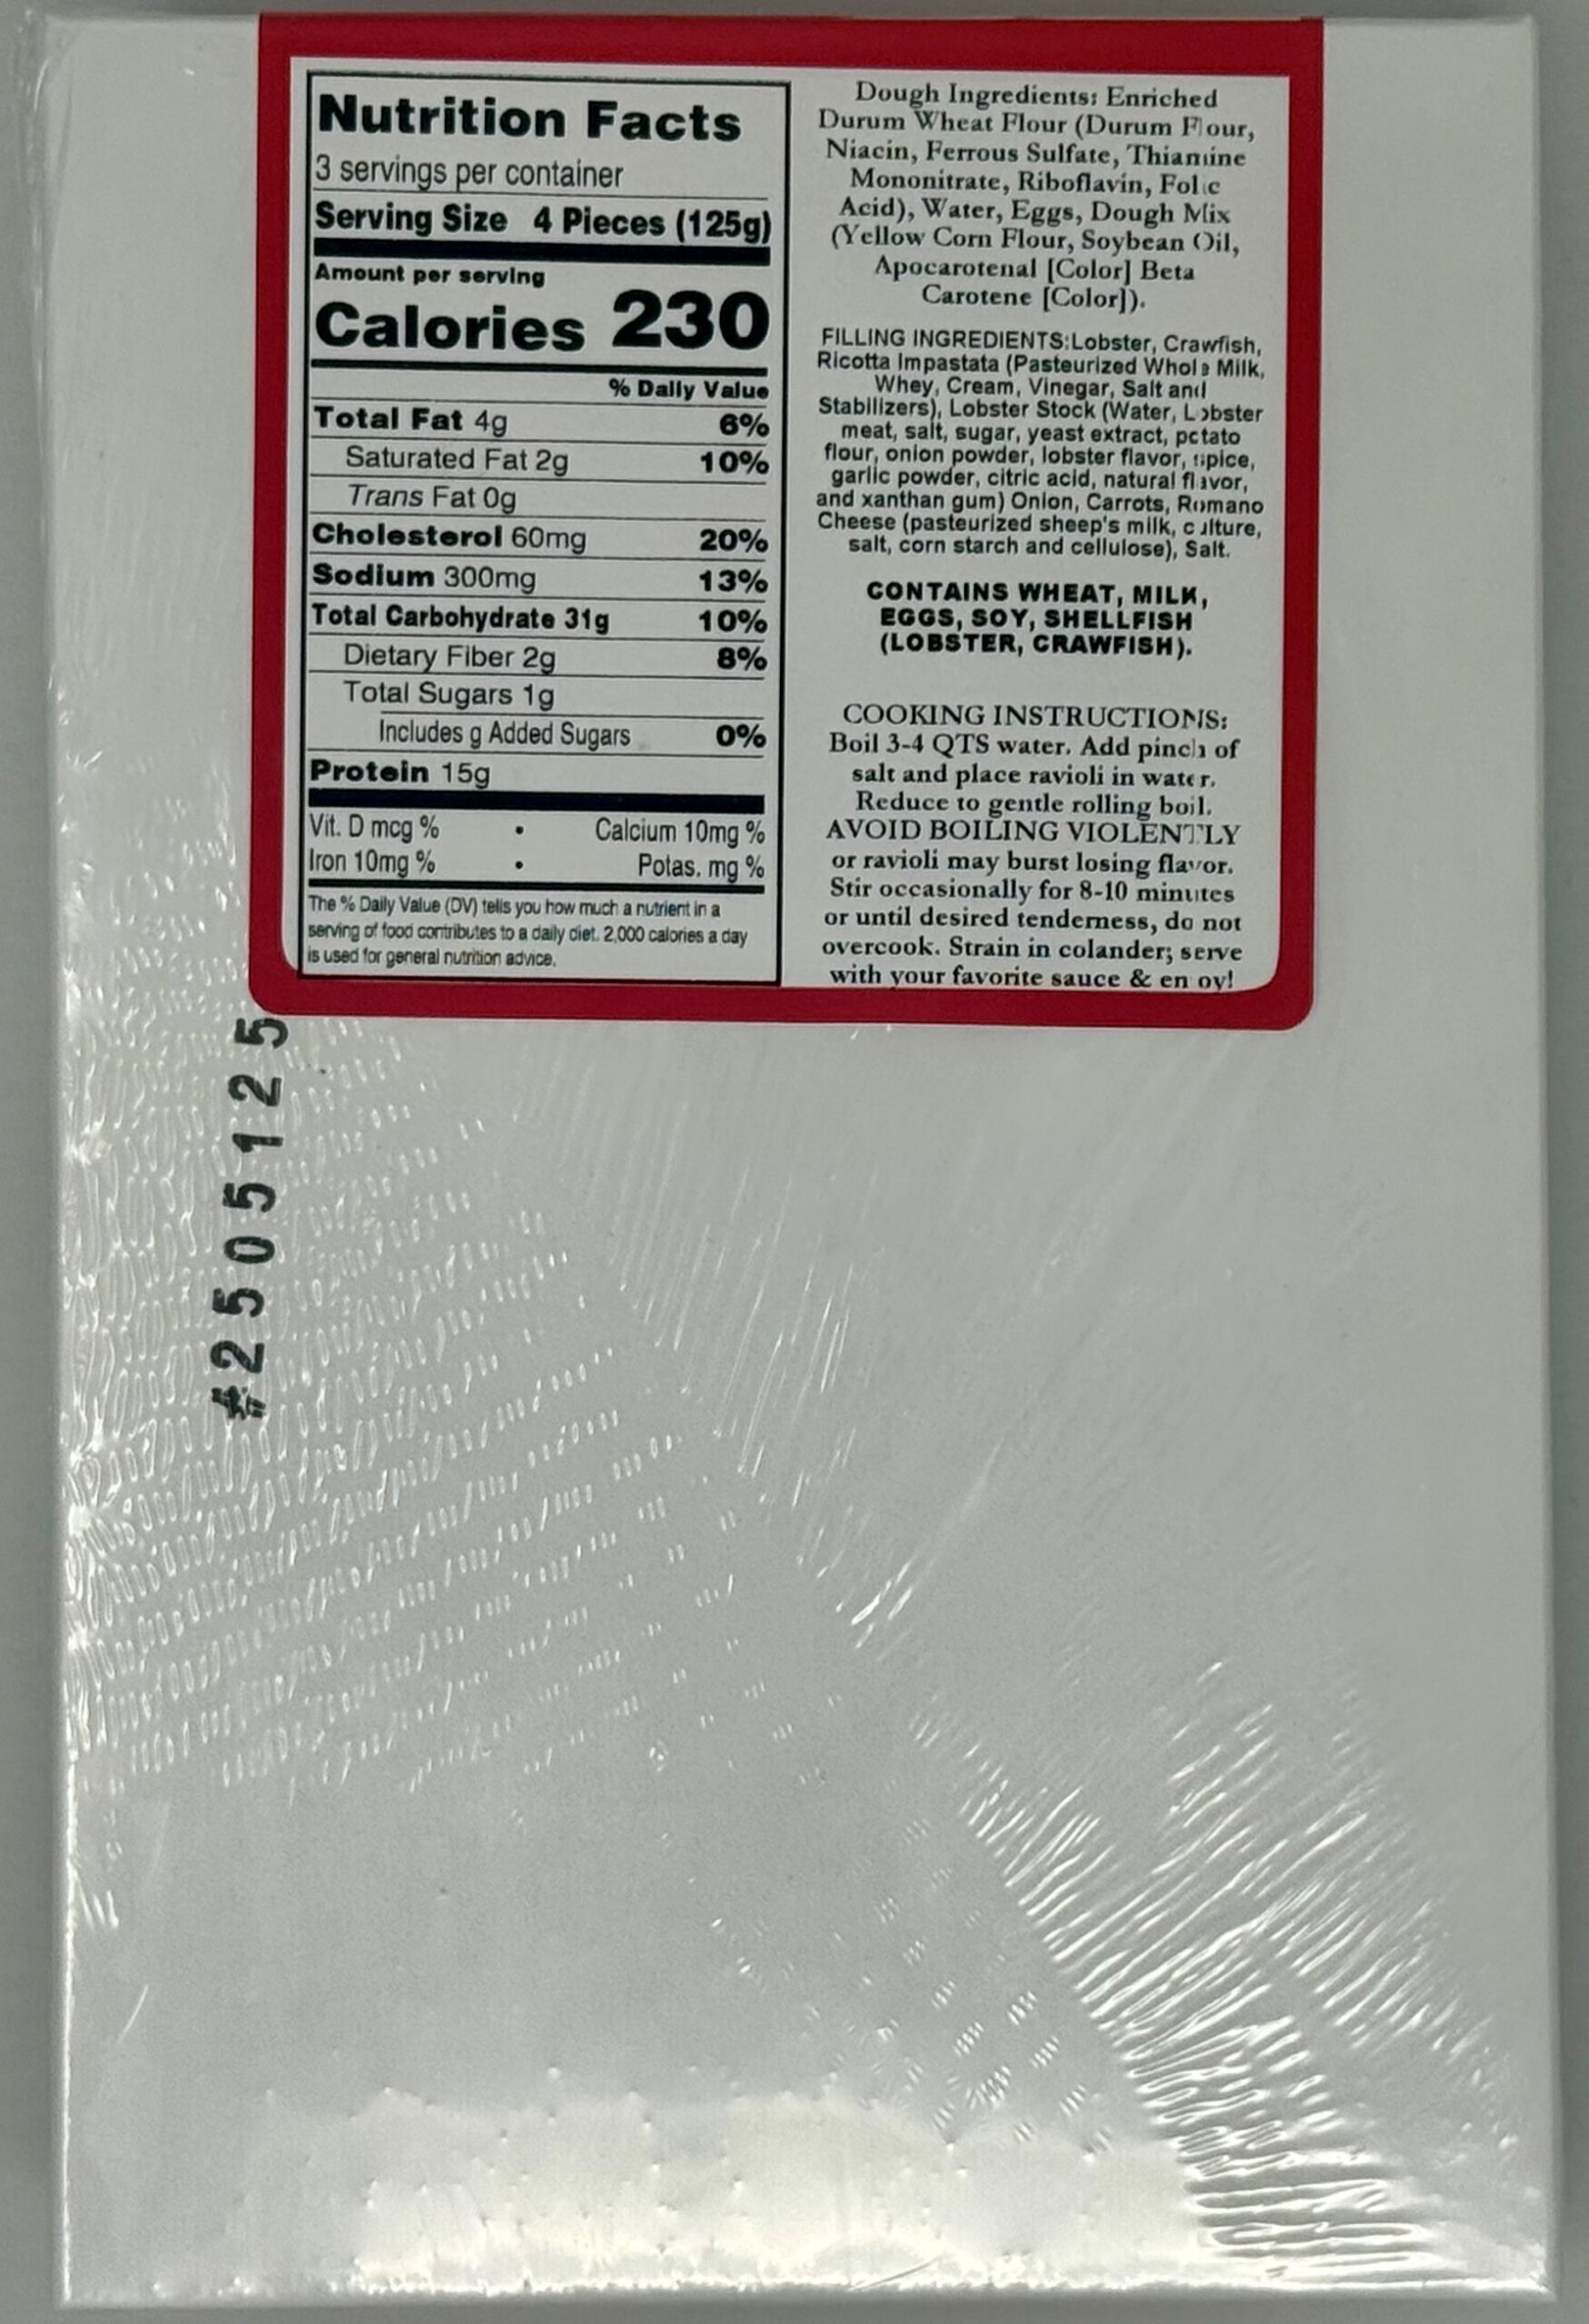 Nutrition Facts
3 servings per container
Serving Size 4 Pieces (125g)
Amount per serving
Calories 230
% Daily Value
Total Fat 4g 6%
Saturated Fat 2g 10%
Trans Fat 0g
Cholesterol 60mg 20%
Sodium 300mg 13%
Total Carbohydrate 31g 10%
Dietary Fiber 2g 8%
Total Sugars 1g
Includes g Added Sugars 0%
Protein 15g
Vit. D mcg % • Calcium 10mg %
Iron 10mg % • Potas. mg %
The % Daily Value (DV) tells you how much a nutrient in a
serving of food contributes to a daily diet. 2,000 calories a day
is used for general nutrition advice.
Dough Ingredients: Enriched
Durum Wheat Flour (Durum Flour,
Niacin, Ferrous Sulfate, Thiamine
Mononitrate, Riboflavin, Folic
Acid), Water, Eggs, Dough Mix
(Yellow Corn Flour, Soybean Oil,
Apocarotenal [Color] Beta
Carotene [Color]).
FILLING INGREDIENTS:Lobster, Crawfish,
Ricotta Impastata (Pasteurized Whole Milk,
Whey, Cream, Vinegar, Salt and
Stabilizers), Lobster Stock (Water, Lobster
meat, salt, sugar, yeast extract, potato
flour, onion powder, lobster flavor, spice,
garlic powder, citric acid, natural flavor,
and xanthan gum) Onion, Carrots, Romano
Cheese (pasteurized sheep's milk, culture,
salt, corn starch and cellulose), Salt.
CONTAINS WHEAT, MILK,
EGGS, SOY, SHELLFISH
(LOBSTER, CRAWFISH).
COOKING INSTRUCTIONS:
Boil 3-4 QTS water. Add pinch of
salt and place ravioli in water.
Reduce to gentle rolling boil.
AVOID BOILING VIOLENTLY
or ravioli may burst losing flavor.
Stir occasionally for 8-10 minutes
or until desired tenderness, do not
overcook. Strain in colander; serve
with your favorite sauce & enjoy!
#2505125